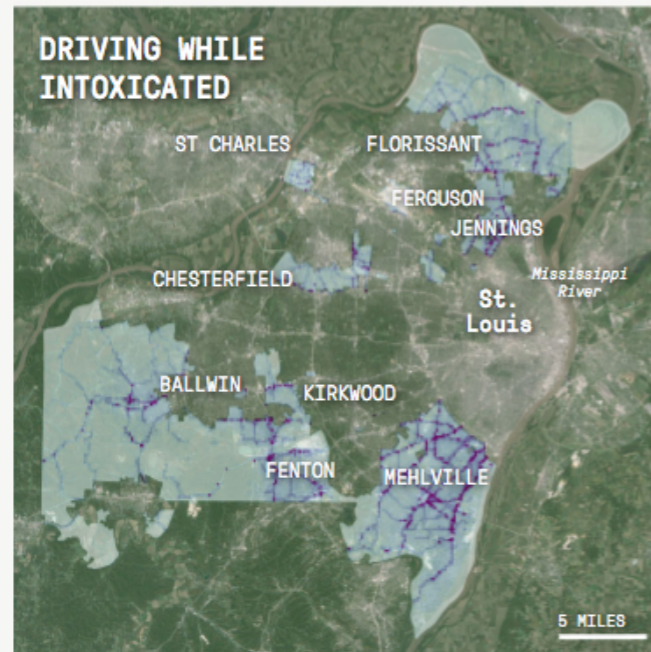 DRIVING WHILE
INTOXICATED
ST CHARLES
FLORISSANT
FERGUSON
JENNINGS
CHESTERFIELD
Mississippi
River
St.
Louis
BALLWIN
KIRKWOOD
FENTON
MEHLVILLE
5 MILES